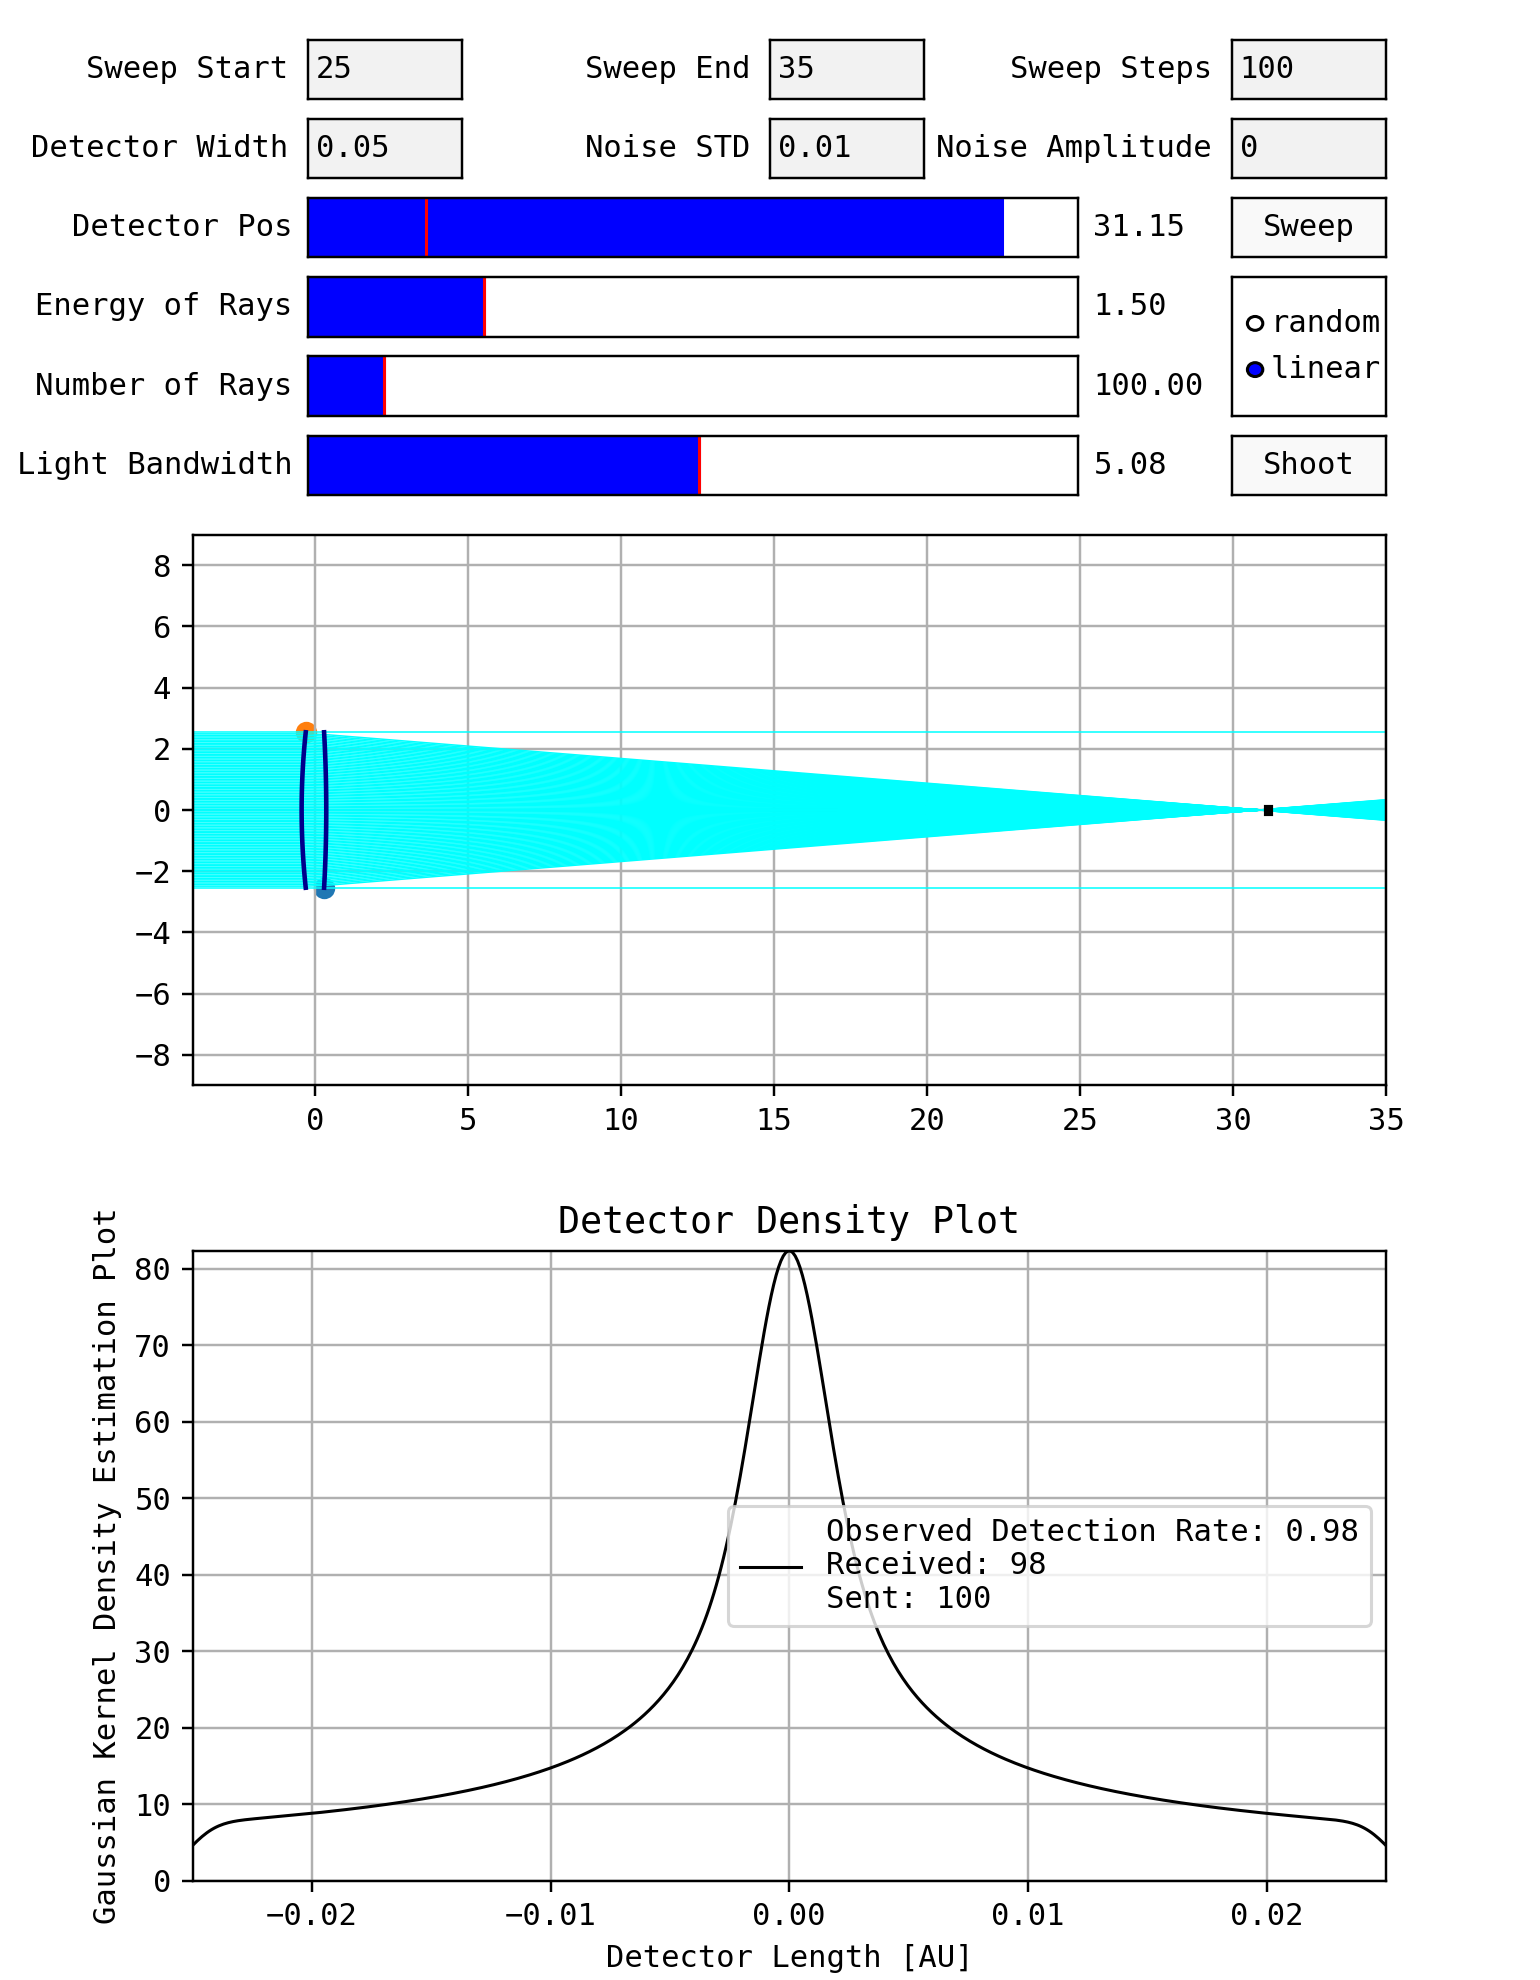 Sweep Start 25 Sweep End 35 Sweep Steps 100
Detector Width 0.05 Noise STD 0.01 Noise Amplitude 0
Detector Pos 31.15 Sweep
Energy of Rays 1.50 random
linear
Number of Rays 100.00
Light Bandwidth 5.08 Shoot
8
6
4
2
0
−2
−4
−6
−8
0 5 10 15 20 25 30 35
Detector Density Plot
Gaussian Kernel Density Estimation Plot
80
70
60
50
40
30
20
10
0
Observed Detection Rate: 0.98
Received: 98
Sent: 100
−0.02 −0.01 0.00 0.01 0.02
Detector Length [AU]